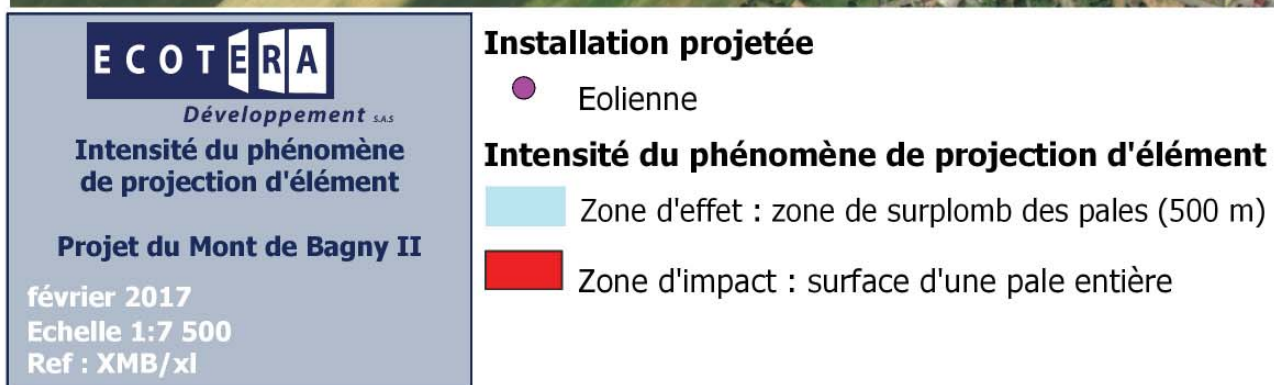 ECOTERA
Développement S.A.S
Intensité du phénomène
de projection d'élément
Projet du Mont de Bagny II
février 2017
Echelle 1:7 500
Ref : XMB/xl
Installation projetée
Eolienne
Intensité du phénomène de projection d'élément
Zone d'effet : zone de surplomb des pales (500 m)
Zone d'impact : surface d'une pale entière